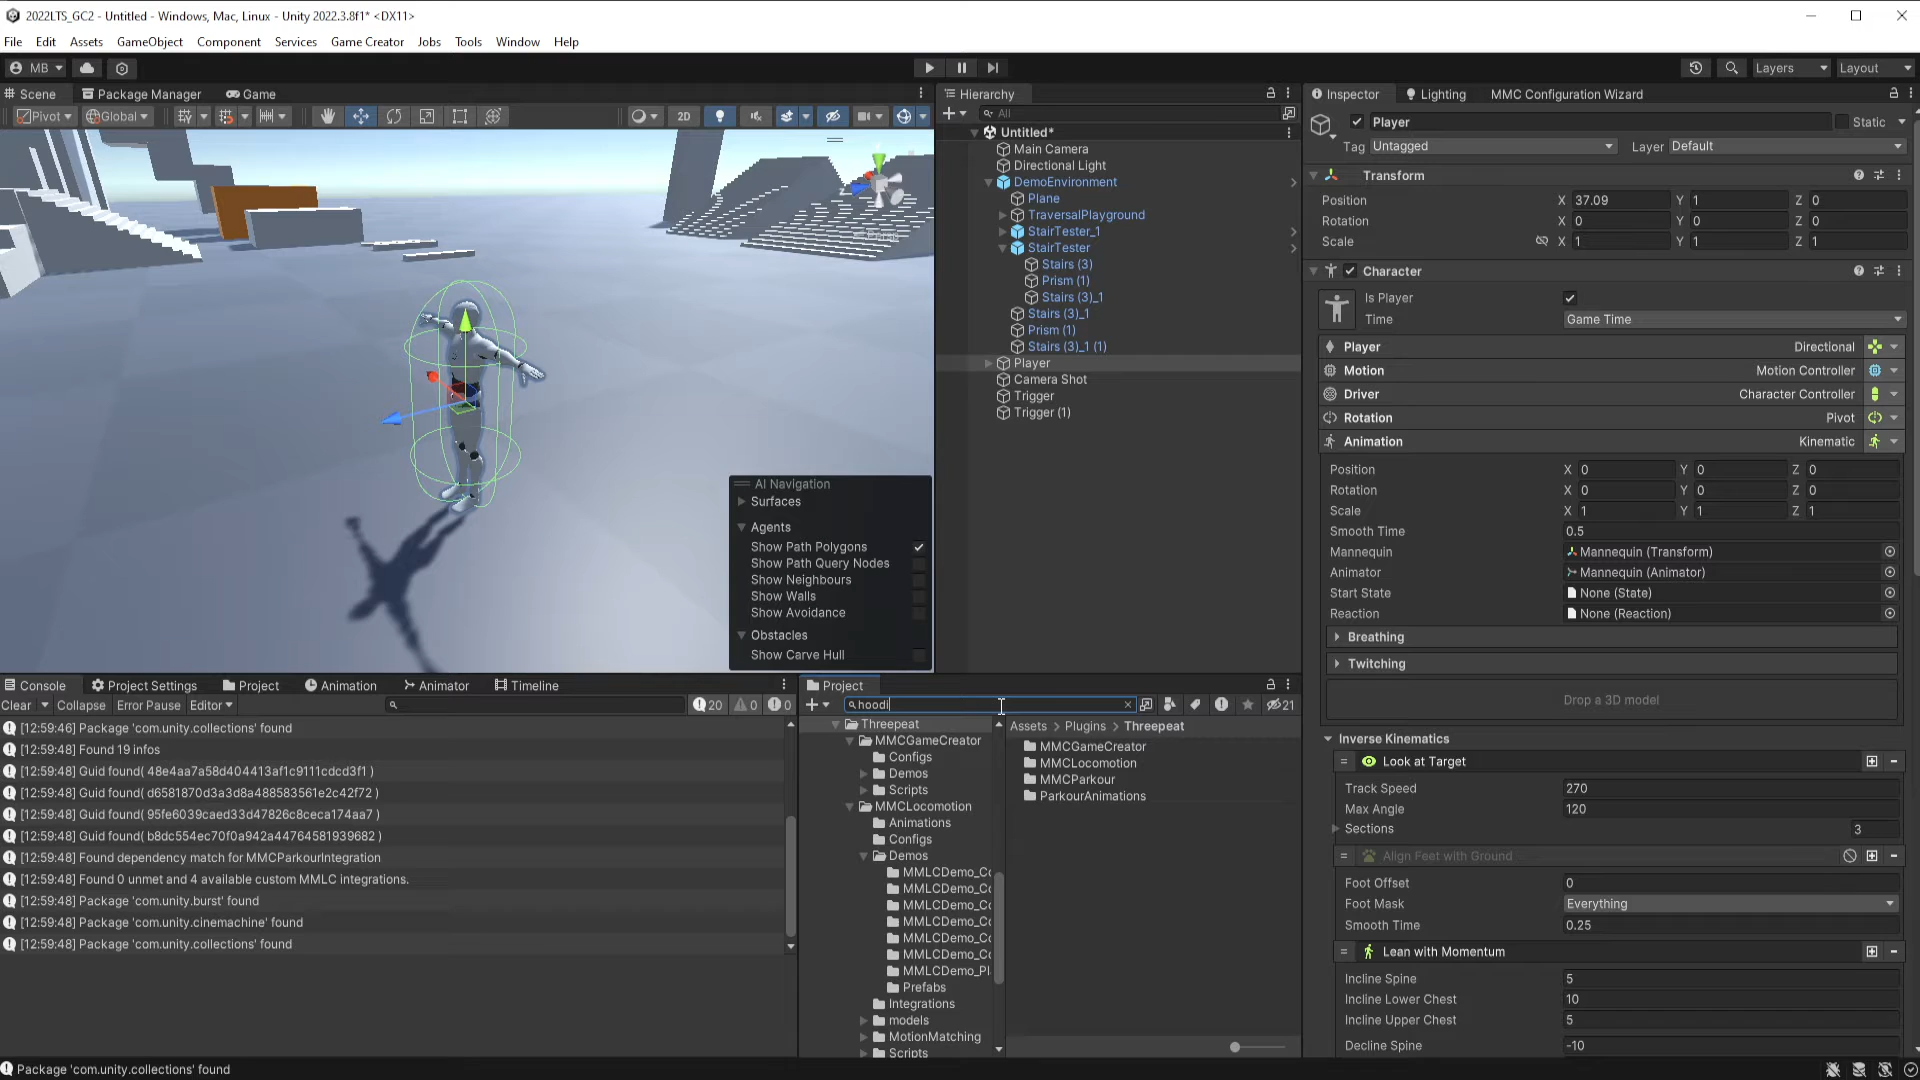 2022LTS_GC2 - Untitled - Windows, Mac, Linux - Unity 2022.3.8f1* <DX11>
File Edit Assets GameObject Component Services Game Creator Jobs Tools Window Help
MB
Layers Layout
Scene Package Manager Game
Pivot Global
2D
AI Navigation
Surfaces
Agents
Show Path Polygons
Show Path Query Nodes
Show Neighbours
Show Walls
Show Avoidance
Obstacles
Show Carve Hull
Hierarchy
All
Untitled*
Main Camera
Directional Light
DemoEnvironment
Plane
TraversalPlayground
StairTester_1
StairTester
Stairs (3)
Prism (1)
Stairs (3)_1
Stairs (3)_1
Prism (1)
Stairs (3)_1 (1)
Player
Camera Shot
Trigger
Trigger (1)
Inspector Lighting MMC Configuration Wizard
Player Static
Tag Untagged Layer Default
Transform
Position X 37.09 Y 1 Z 0
Rotation X 0 Y 0 Z 0
Scale X 1 Y 1 Z 1
Character
Is Player
Time Game Time
Player Directional
Motion Motion Controller
Driver Character Controller
Rotation Pivot
Animation Kinematic
Position X 0 Y 0 Z 0
Rotation X 0 Y 0 Z 0
Scale X 1 Y 1 Z 1
Smooth Time 0.5
Mannequin Mannequin (Transform)
Animator Mannequin (Animator)
Start State None (State)
Reaction None (Reaction)
Breathing
Twitching
Drop a 3D model
Inverse Kinematics
Look at Target
Track Speed 270
Max Angle 120
Sections 3
Align Feet with Ground
Foot Offset 0
Foot Mask Everything
Smooth Time 0.25
Lean with Momentum
Incline Spine 5
Incline Lower Chest 10
Incline Upper Chest 5
Decline Spine -10
Console Project Settings Project Animation Animator Timeline
Clear Collapse Error Pause Editor 20 0 0
[12:59:46] Package 'com.unity.collections' found
[12:59:48] Found 19 infos
[12:59:48] Guid found( 48e4aa7a58d404413af1c9111cdcd3f1 )
[12:59:48] Guid found( d6581870d3a3d8a488583561e2c42f72 )
[12:59:48] Guid found( 95fe6039caed33d47826c8ceca174aa7 )
[12:59:48] Guid found( b8dc554ec70f0a942a44764581939682 )
[12:59:48] Found dependency match for MMCParkourIntegration
[12:59:48] Found 0 unmet and 4 available custom MMLC integrations.
[12:59:48] Package 'com.unity.burst' found
[12:59:48] Package 'com.unity.cinemachine' found
[12:59:48] Package 'com.unity.collections' found
Project
hoodi 21
Threepeat
MMCGameCreator
Configs
Demos
Scripts
MMCLocomotion
Animations
Configs
Demos
MMLCDemo_Co
MMLCDemo_Co
MMLCDemo_Co
MMLCDemo_Co
MMLCDemo_Co
MMLCDemo_Co
MMLCDemo_Pl
Prefabs
Integrations
models
MotionMatching
Scripts
Assets > Plugins > Threepeat
MMCGameCreator
MMCLocomotion
MMCParkour
ParkourAnimations
Package 'com.unity.collections' found